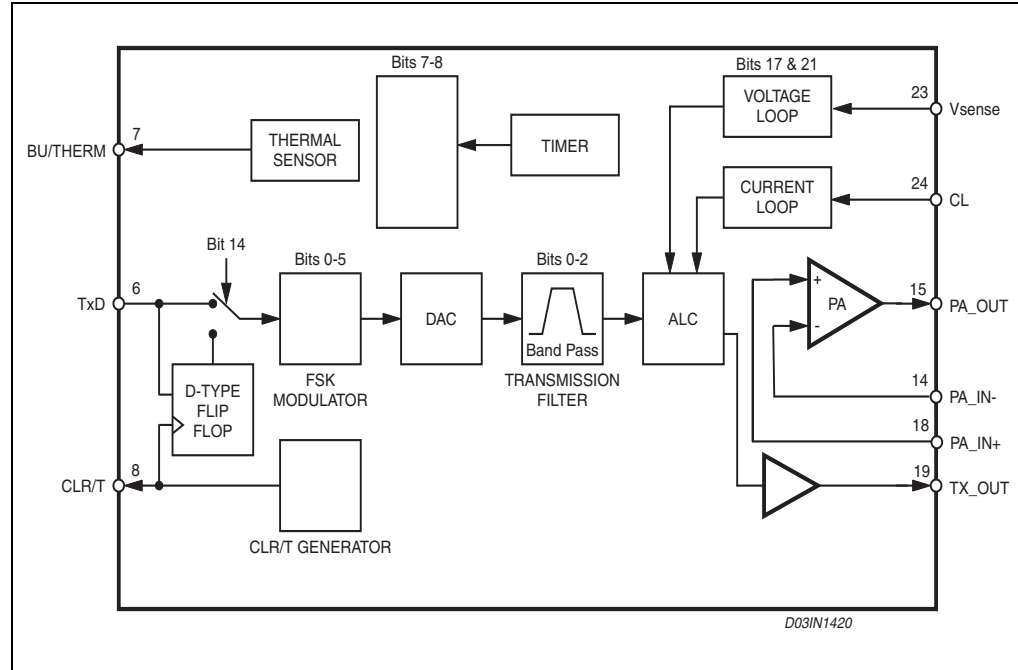 Bits 7-8
Bits 17 & 21
VOLTAGE
LOOP
23
Vsense
7
BU/THERM
THERMAL
SENSOR
TIMER
CURRENT
LOOP
24
CL
Bit 14
Bits 0-5
Bits 0-2
6
TxD
DAC
Band Pass
ALC
+
PA
-
15
PA_OUT
FSK
MODULATOR
TRANSMISSION
FILTER
D-TYPE
FLIP
FLOP
14
PA_IN-
18
PA_IN+
8
CLR/T
19
TX_OUT
CLR/T GENERATOR
D03IN1420